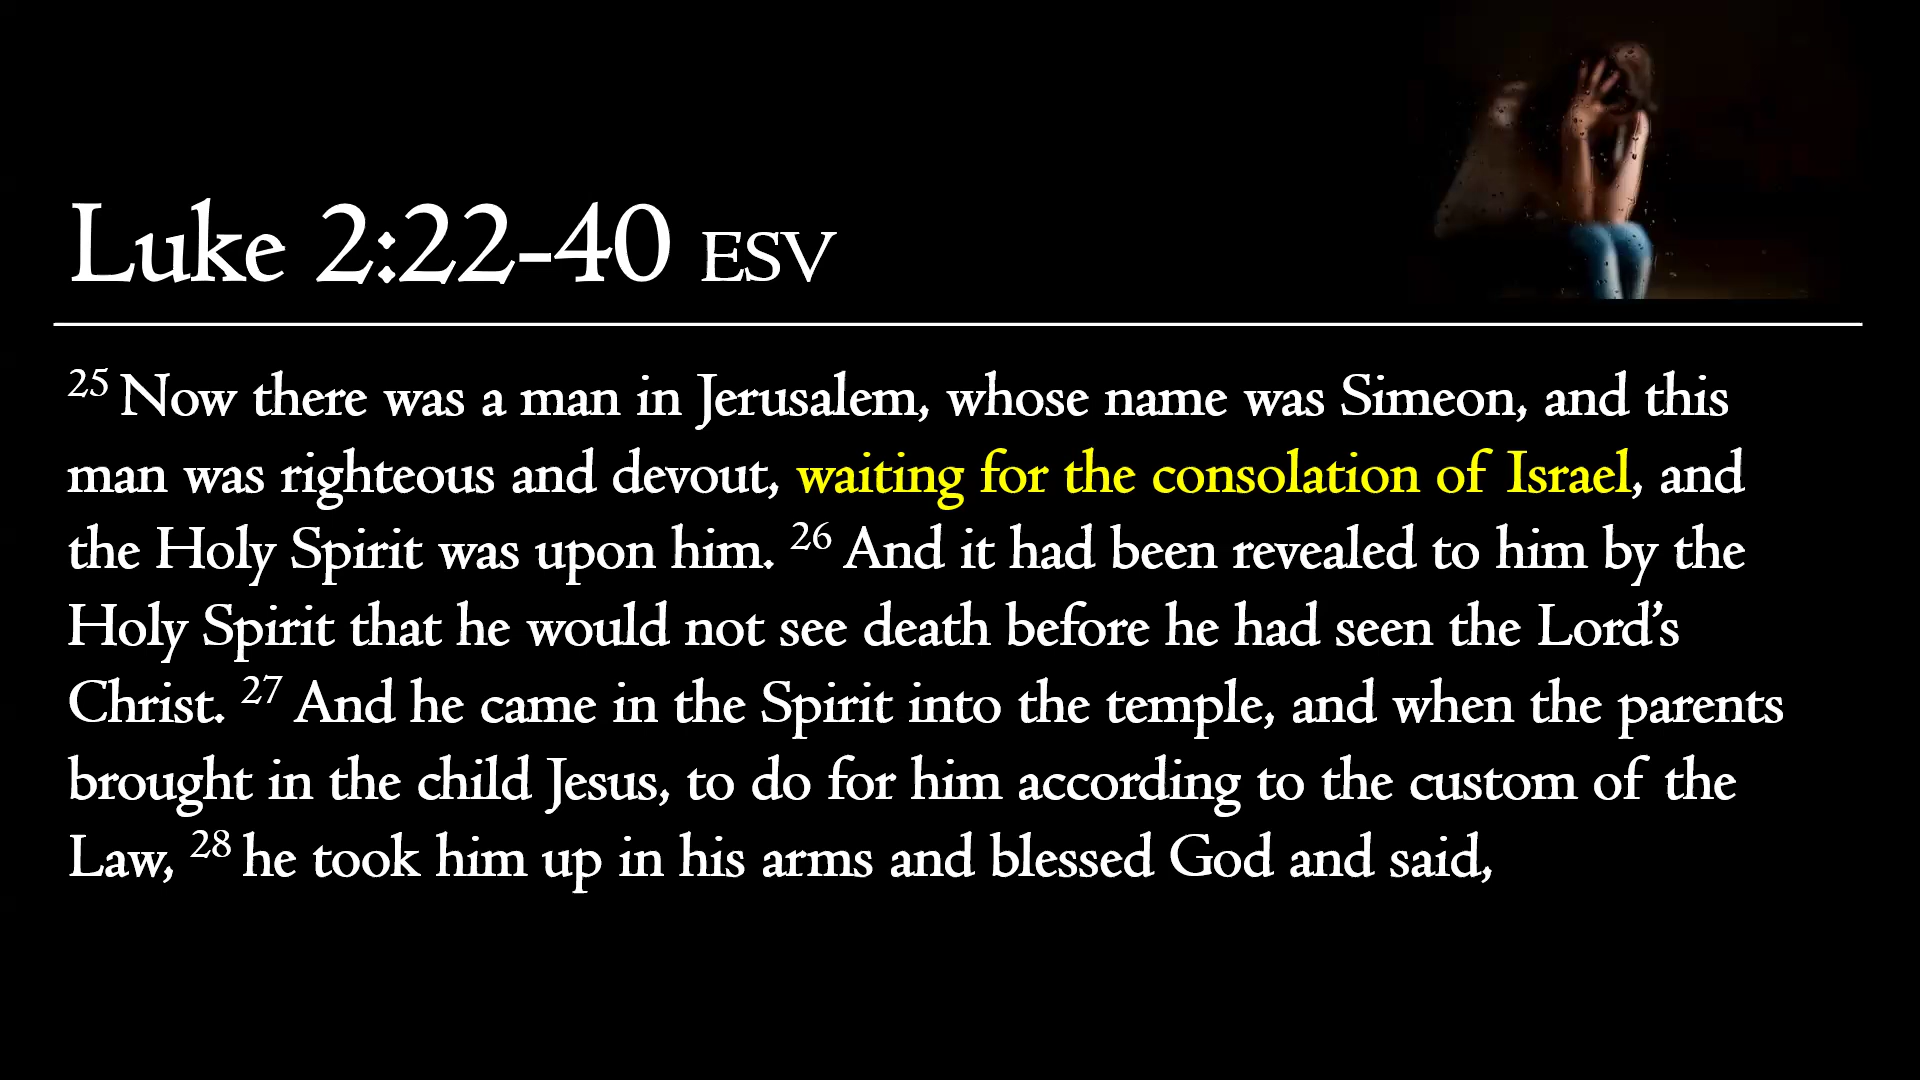 Luke 2:22-40 ESV
25 Now there was a man in Jerusalem, whose name was Simeon, and this
man was righteous and devout, waiting for the consolation of Israel, and
the Holy Spirit was upon him. 26 And it had been revealed to him by the
Holy Spirit that he would not see death before he had seen the Lord’s
Christ. 27 And he came in the Spirit into the temple, and when the parents
brought in the child Jesus, to do for him according to the custom of the
Law, 28 he took him up in his arms and blessed God and said,